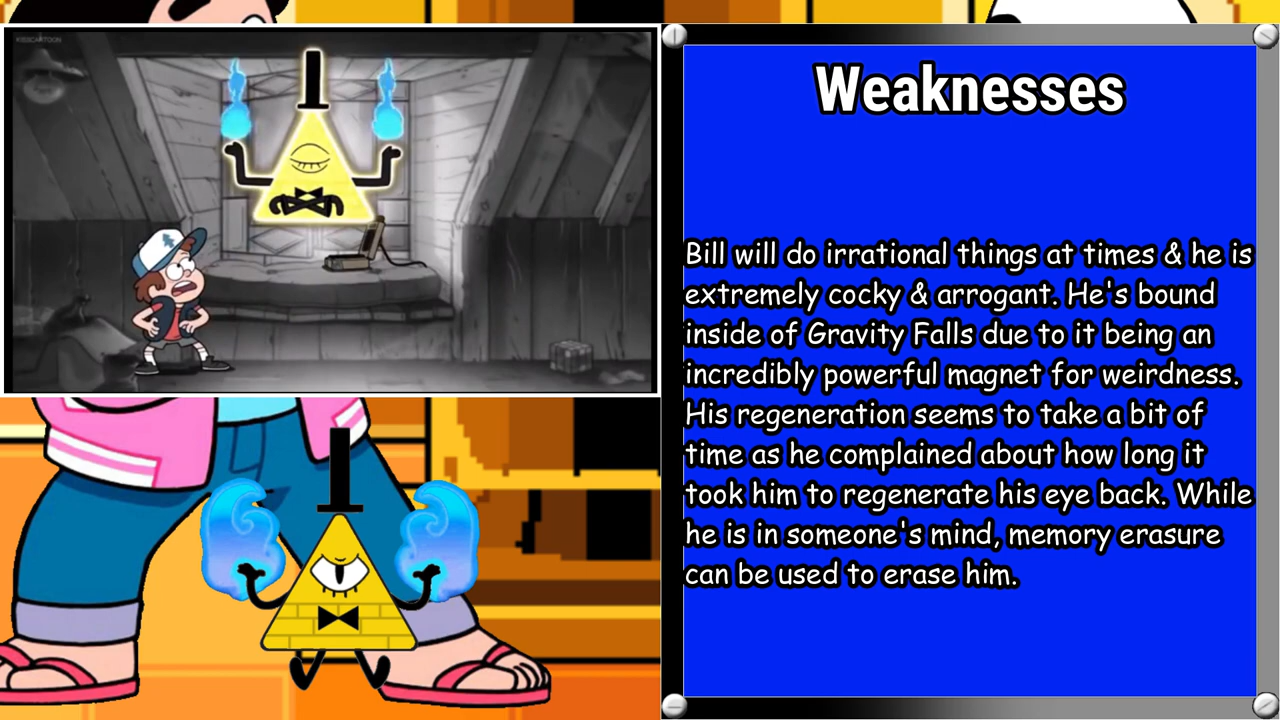 KISSCARTOON
Weaknesses
Bill will do irrational things at times & he is
extremely cocky & arrogant. He's bound
inside of Gravity Falls due to it being an
incredibly powerful magnet for weirdness.
His regeneration seems to take a bit of
time as he complained about how long it
took him to regenerate his eye back. While
he is in someone's mind, memory erasure
can be used to erase him.